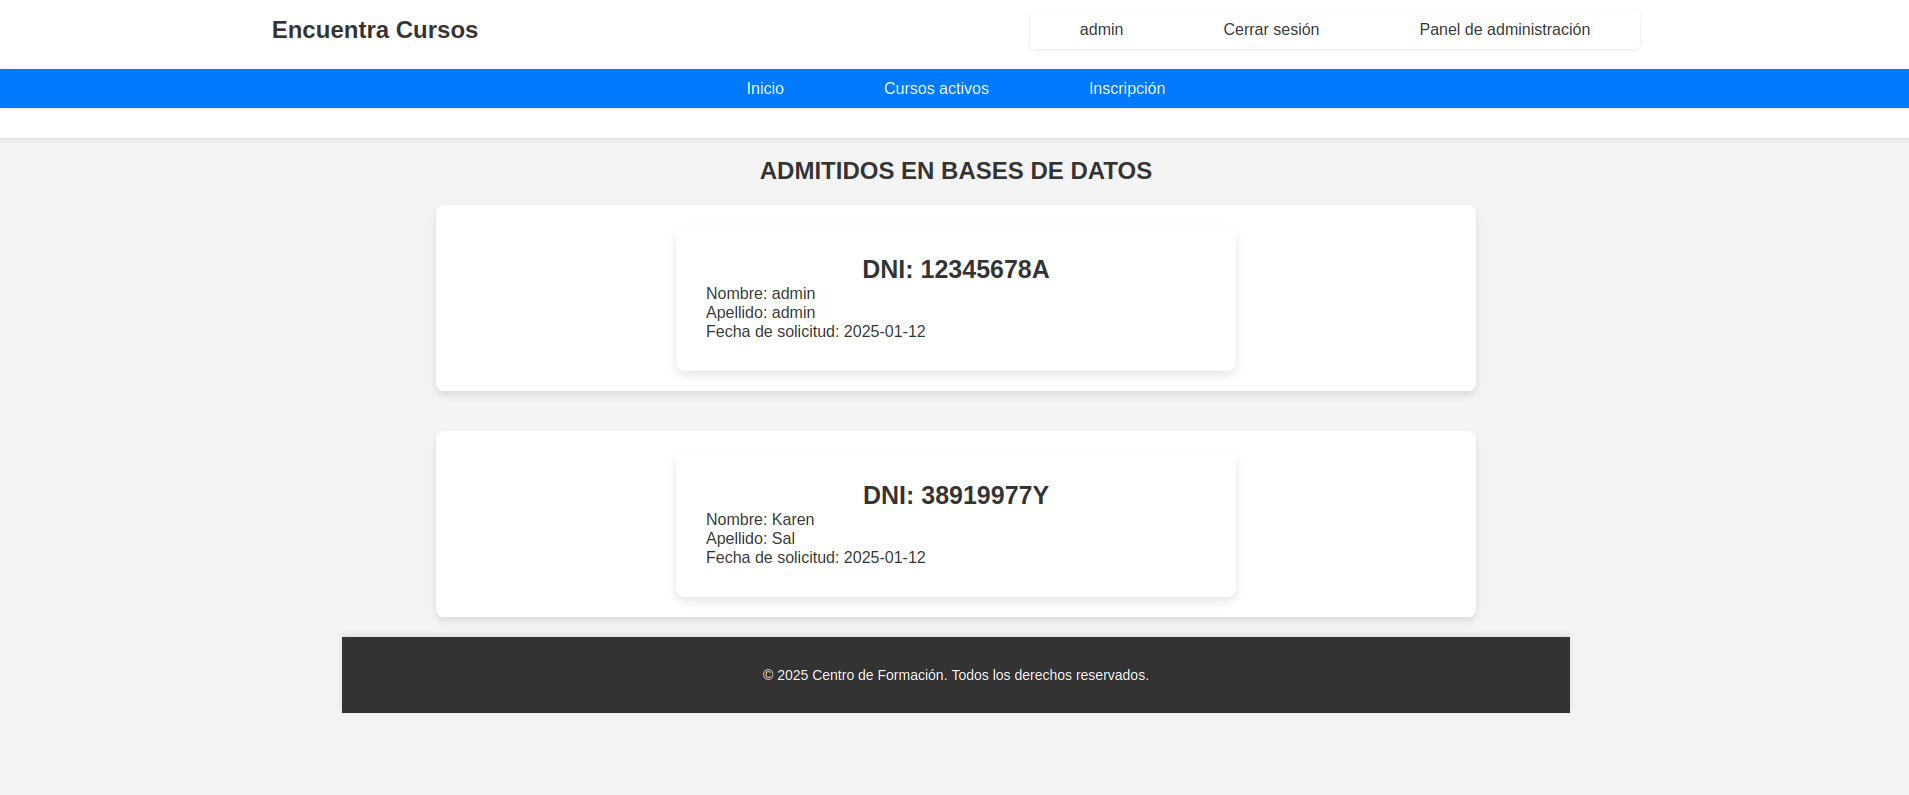 Encuentra Cursos
admin Cerrar sesión Panel de administración
Inicio Cursos activos Inscripción
ADMITIDOS EN BASES DE DATOS
DNI: 12345678A
Nombre: admin
Apellido: admin
Fecha de solicitud: 2025-01-12
DNI: 38919977Y
Nombre: Karen
Apellido: Sal
Fecha de solicitud: 2025-01-12
© 2025 Centro de Formación. Todos los derechos reservados.